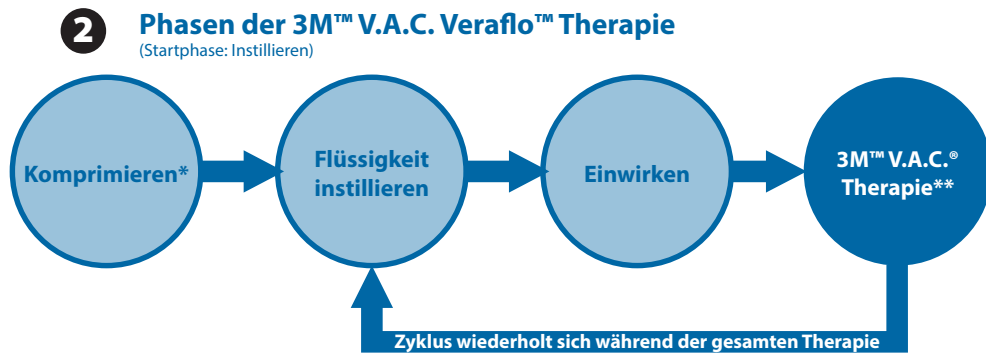 2
Phasen der 3M™ V.A.C. Veraflo™ Therapie
(Startphase: Instillieren)
Komprimieren*
Flüssigkeit
instillieren
Einwirken
3M™ V.A.C.®
Therapie**
Zyklus wiederholt sich während der gesamten Therapie